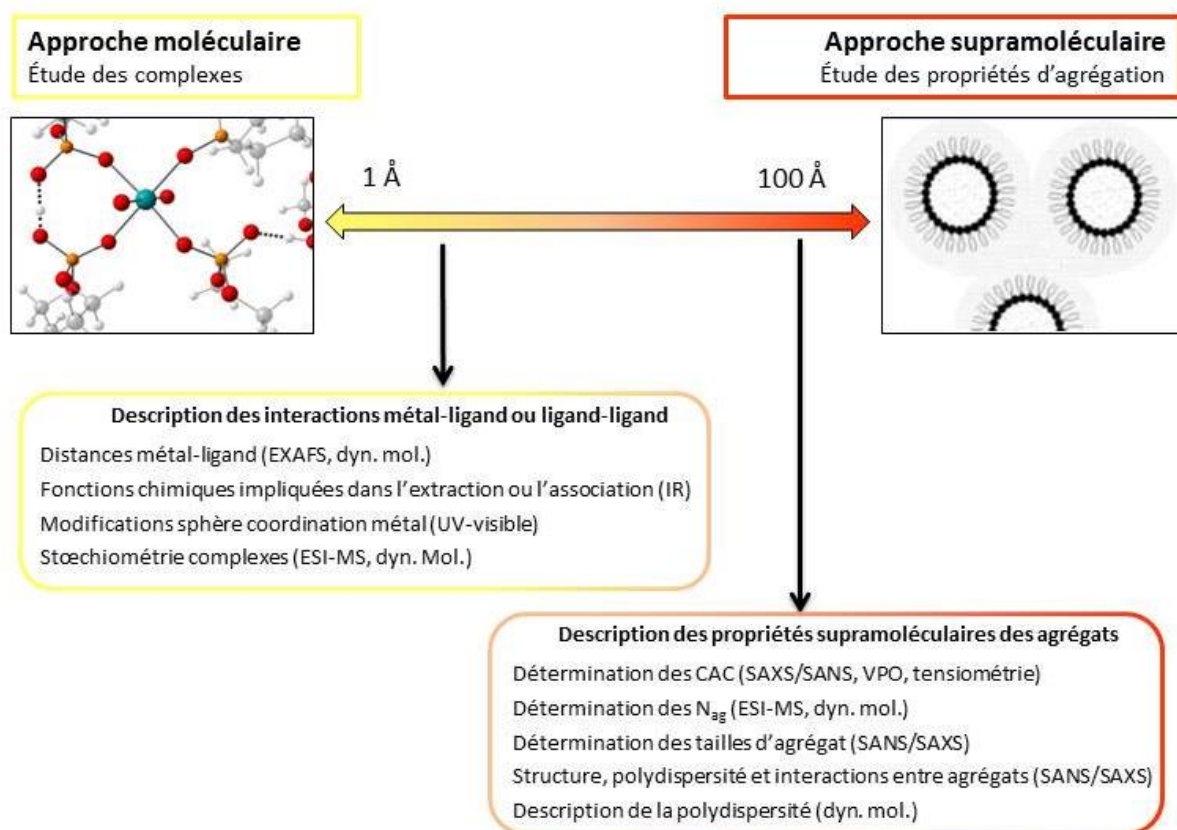 Approche moléculaire
Étude des complexes
Approche supramoléculaire
Étude des propriétés d'agrégation
1 Å
100 Å
Description des interactions métal-ligand ou ligand-ligand
Distances métal-ligand (EXAFS, dyn. mol.)
Fonctions chimiques impliquées dans l'extraction ou l'association (IR)
Modifications sphère coordination métal (UV-visible)
Stœchiométrie complexes (ESI-MS, dyn. Mol.)
Description des propriétés supramoléculaires des agrégats
Détermination des CAC (SAXS/SANS, VPO, tensiométrie)
Détermination des Nag (ESI-MS, dyn. mol.)
Détermination des tailles d'agrégat (SANS/SAXS)
Structure, polydispersité et interactions entre agrégats (SANS/SAXS)
Description de la polydispersité (dyn. mol.)